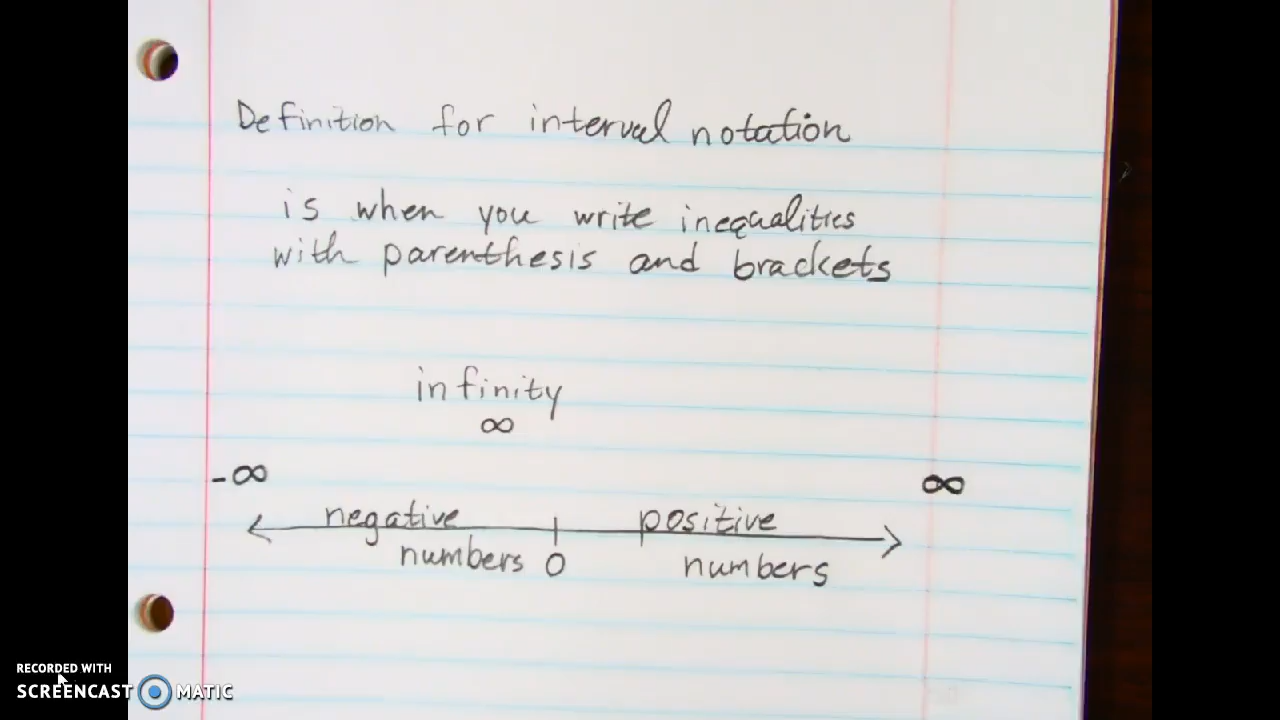 Definition for interval notation
is when you write inequalities
with parenthesis and brackets
infinity
∞
-∞ ∞
negative positive
numbers 0 numbers
RECORDED WITH
SCREENCAST MATIC